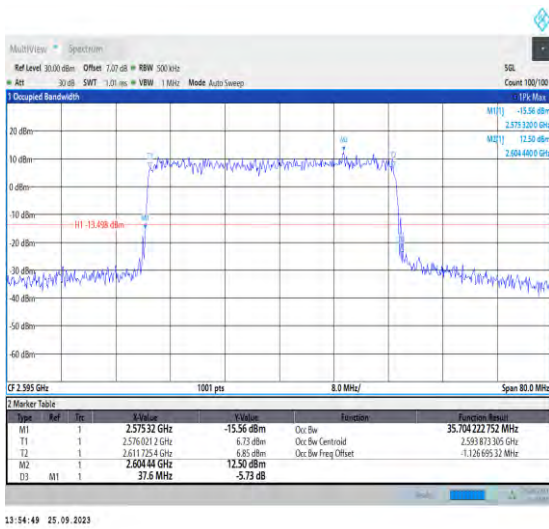 MultiView Spectrum
Ref Level 30.00 dBm Offset 7.07 dB RBW 500 kHz SGL
Att 30 dB SWT 1.01 ms VBW 1 MHz Mode Auto Sweep Count 100/100
1 Occupied Bandwidth 1Pk Max
M1[1] -15.56 dBm
2.575 320 0 GHz
M2[1] 12.50 dBm
2.604 440 0 GHz
20 dBm
10 dBm
0 dBm
-10 dBm
H1 -13.498 dBm
-20 dBm
-30 dBm
-40 dBm
-50 dBm
-60 dBm
CF 2.595 GHz 1001 pts 8.0 MHz/ Span 80.0 MHz
2 Marker Table
Type Ref Trc X-Value Y-Value Function Function Result
M1 1 2.575 32 GHz -15.56 dBm Occ Bw 35.704 222 752 MHz
T1 1 2.576 021 2 GHz 6.73 dBm Occ Bw Centroid 2.593 873 305 GHz
T2 1 2.611 725 4 GHz 6.85 dBm Occ Bw Freq Offset -1.126 695 32 MHz
M2 1 2.604 44 GHz 12.50 dBm
D3 M1 1 37.6 MHz -5.73 dB
13:54:49 25.09.2023